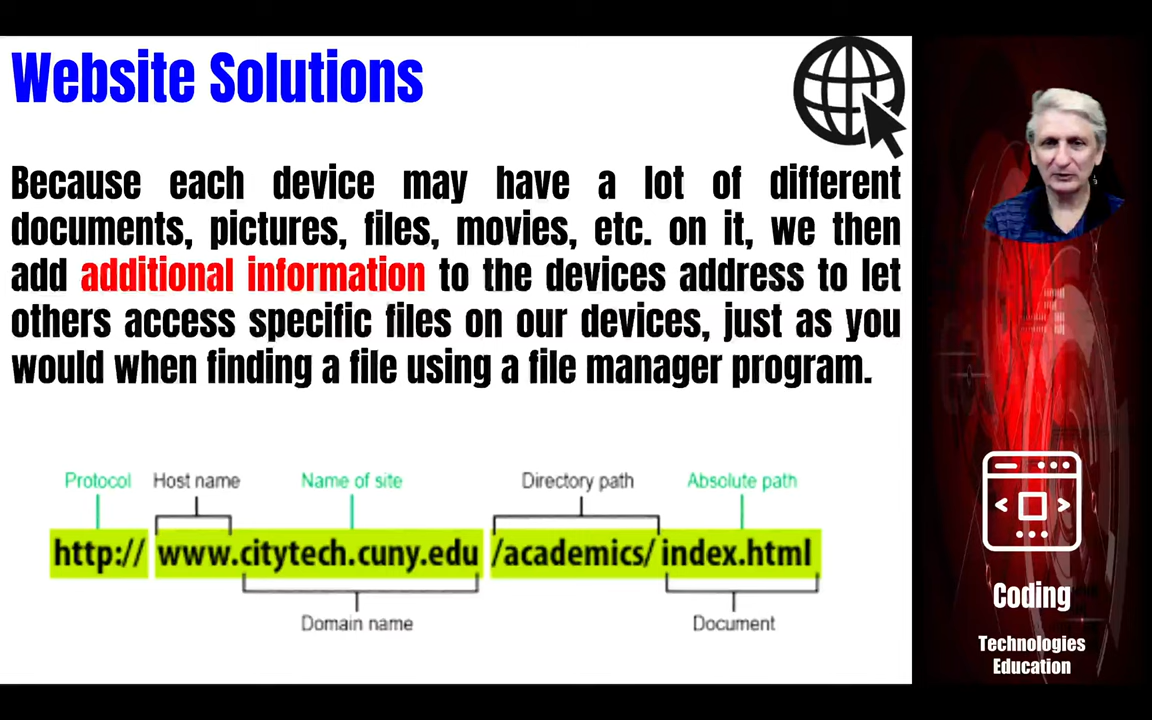 Website Solutions
Because each device may have a lot of different
documents, pictures, files, movies, etc. on it, we then
add additional information to the devices address to let
others access specific files on our devices, just as you
would when finding a file using a file manager program.
Protocol Host name Name of site Directory path Absolute path
http:// www.citytech.cuny.edu /academics/ index.html
Domain name Document
Coding
Technologies
Education